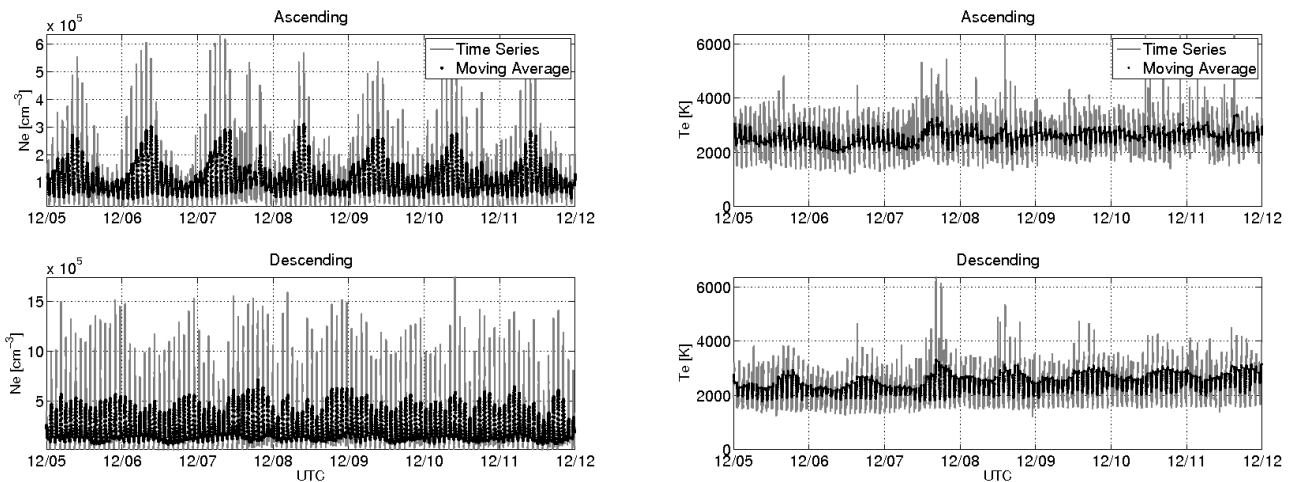 Ascending
x 10⁵
6
5
4
3
2
1
Ne [cm⁻³]
Time Series
Moving Average
12/05 12/06 12/07 12/08 12/09 12/10 12/11 12/12
Ascending
6000
4000
2000
0
Te [K]
Time Series
Moving Average
12/05 12/06 12/07 12/08 12/09 12/10 12/11 12/12
Descending
x 10⁵
15
10
5
Ne [cm⁻³]
12/05 12/06 12/07 12/08 12/09 12/10 12/11 12/12
UTC
Descending
6000
4000
2000
0
Te [K]
12/05 12/06 12/07 12/08 12/09 12/10 12/11 12/12
UTC